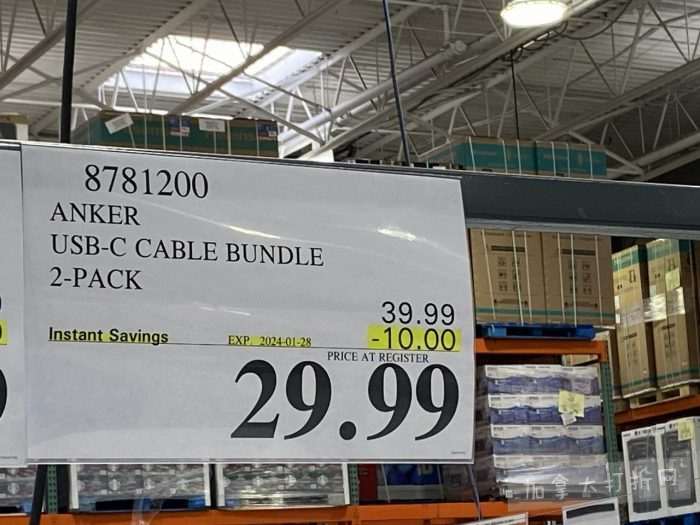 8781200
ANKER
USB-C CABLE BUNDLE
2-PACK
39.99
Instant Savings EXP. 2024-01-28 -10.00
PRICE AT REGISTER
29.99
加拿大打折网